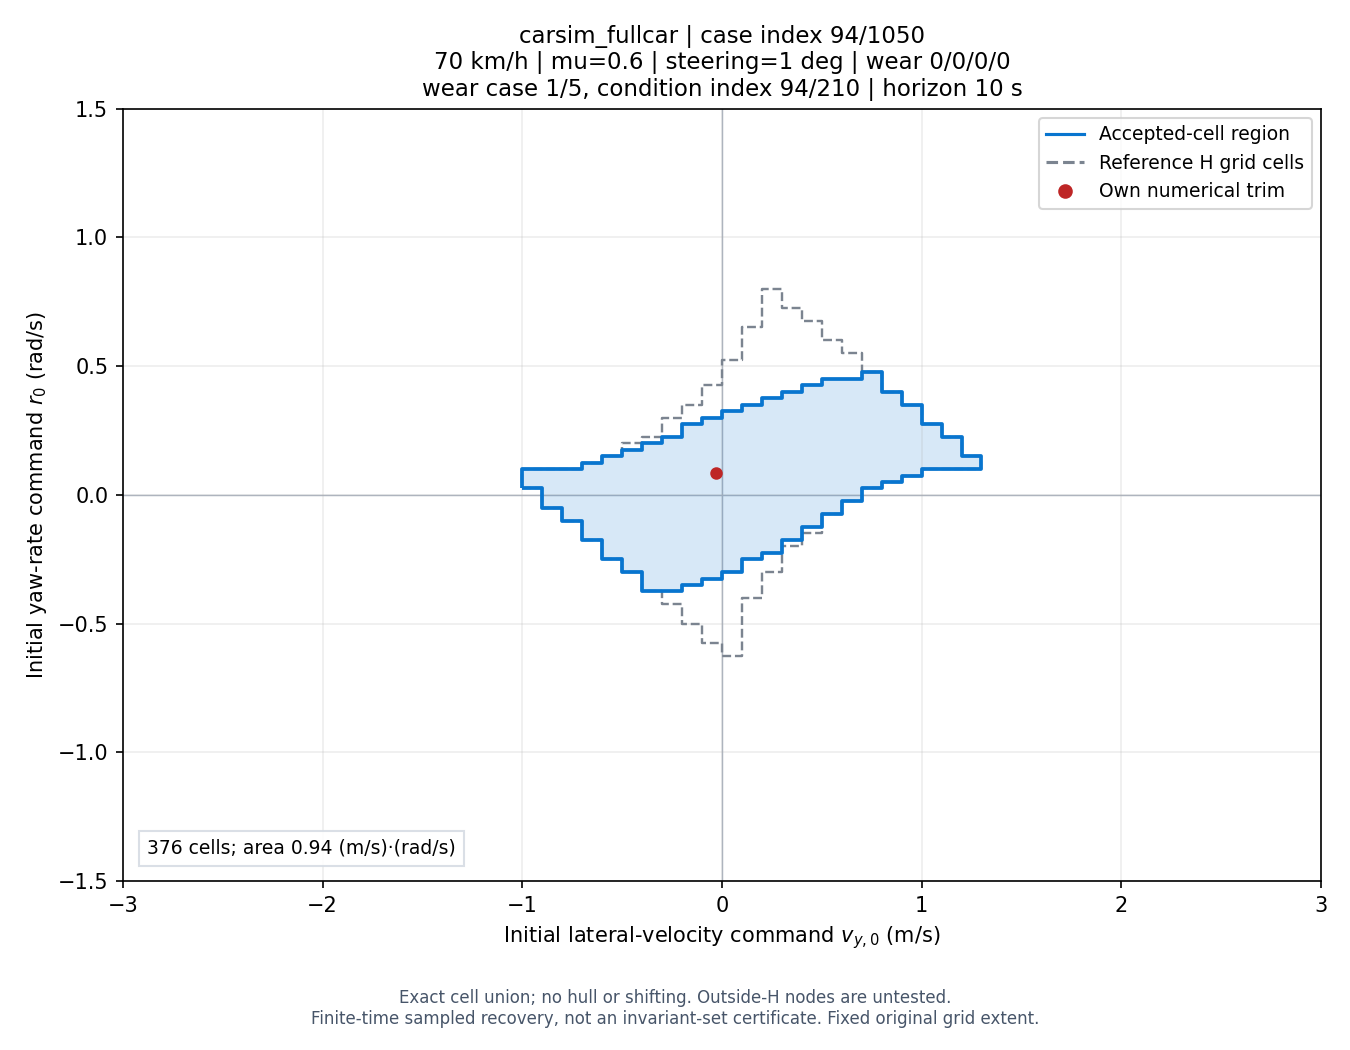 carsim_fullcar | case index 94/1050
70 km/h | mu=0.6 | steering=1 deg | wear 0/0/0/0
wear case 1/5, condition index 94/210 | horizon 10 s
Accepted-cell region
Reference H grid cells
Own numerical trim
1.5
1.0
0.5
0.0
−0.5
−1.0
−1.5
Initial yaw-rate command r₀ (rad/s)
376 cells; area 0.94 (m/s)·(rad/s)
−3 −2 −1 0 1 2 3
Initial lateral-velocity command v_{y,0} (m/s)
Exact cell union; no hull or shifting. Outside-H nodes are untested.
Finite-time sampled recovery, not an invariant-set certificate. Fixed original grid extent.